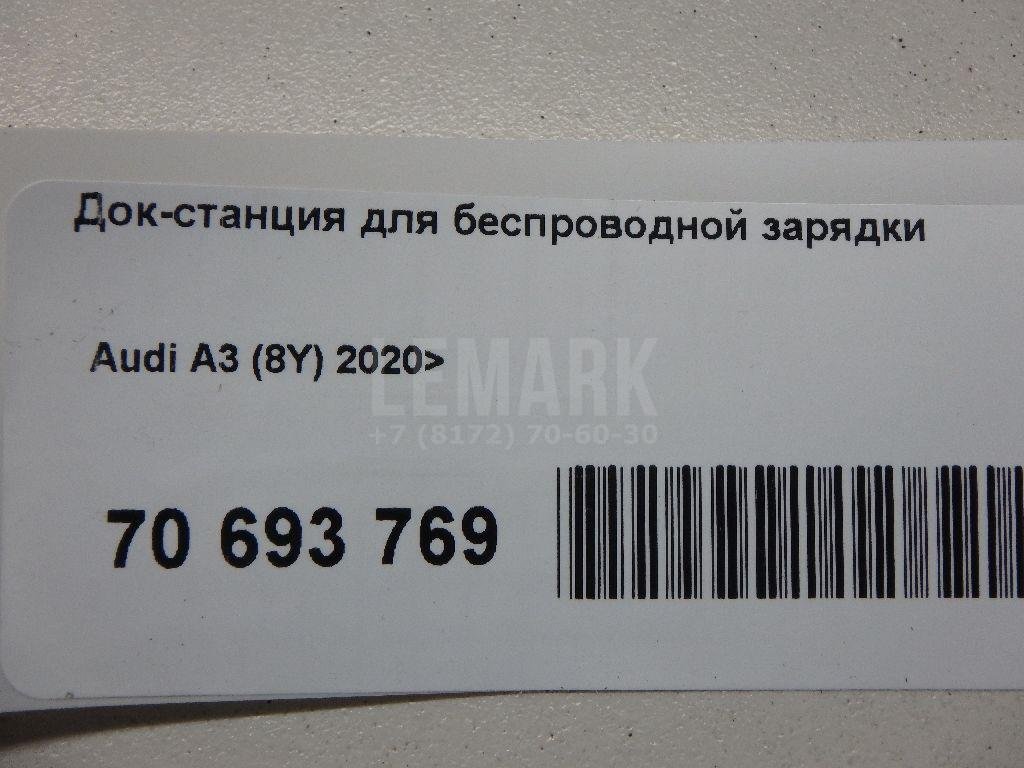 Док-станция для беспроводной зарядки
Audi A3 (8Y) 2020>
LEMARK
+7 (8172) 70-60-30
70 693 769